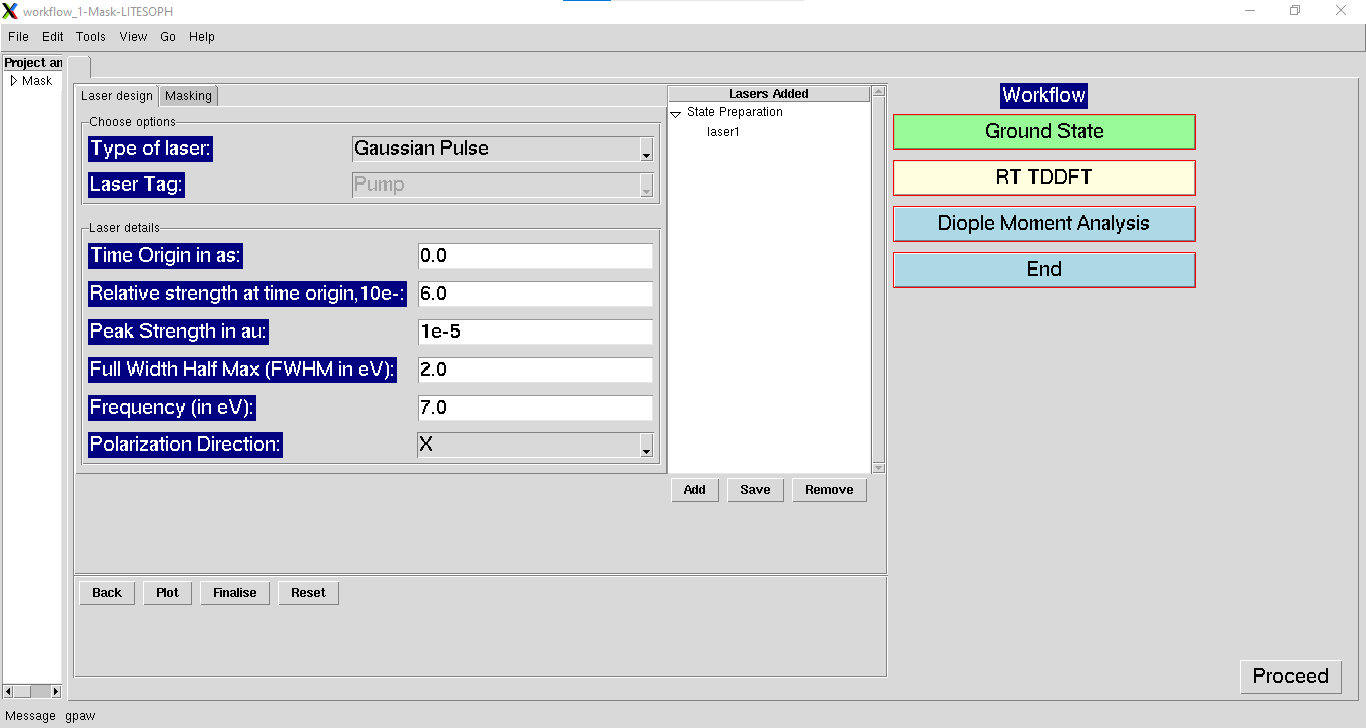 workflow_1-Mask-LITESOPH
File Edit Tools View Go Help
Project an
Mask
Laser design Masking
Choose options
Type of laser: Gaussian Pulse
Laser Tag: Pump
Laser details
Time Origin in as: 0.0
Relative strength at time origin,10e-: 6.0
Peak Strength in au: 1e-5
Full Width Half Max (FWHM in eV): 2.0
Frequency (in eV): 7.0
Polarization Direction: X
Lasers Added
State Preparation
laser1
Add Save Remove
Back Plot Finalise Reset
Workflow
Ground State
RT TDDFT
Diople Moment Analysis
End
Proceed
Message gpaw